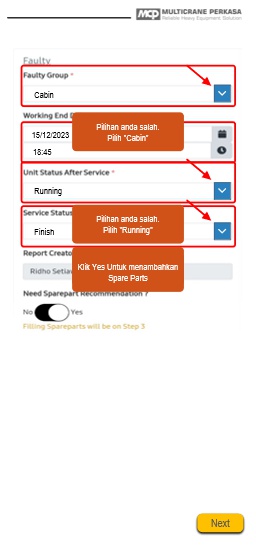 MCP MULTICRANE PERKASA
Reliable Heavy Equipment Solution
Faulty
Faulty Group *
Cabin
Working End D
15/12/2023
18:45
Pilihan anda salah.
Pilih "Cabin"
Unit Status After Service *
Running
Service Status
Finish
Pilihan anda salah.
Pilih "Running"
Report Creato
Ridho Setia
Klik Yes Untuk menambahkan
Spare Parts
Need Sparepart Recommendation ?
No Yes
Filling Spareparts will be on Step 3
Next